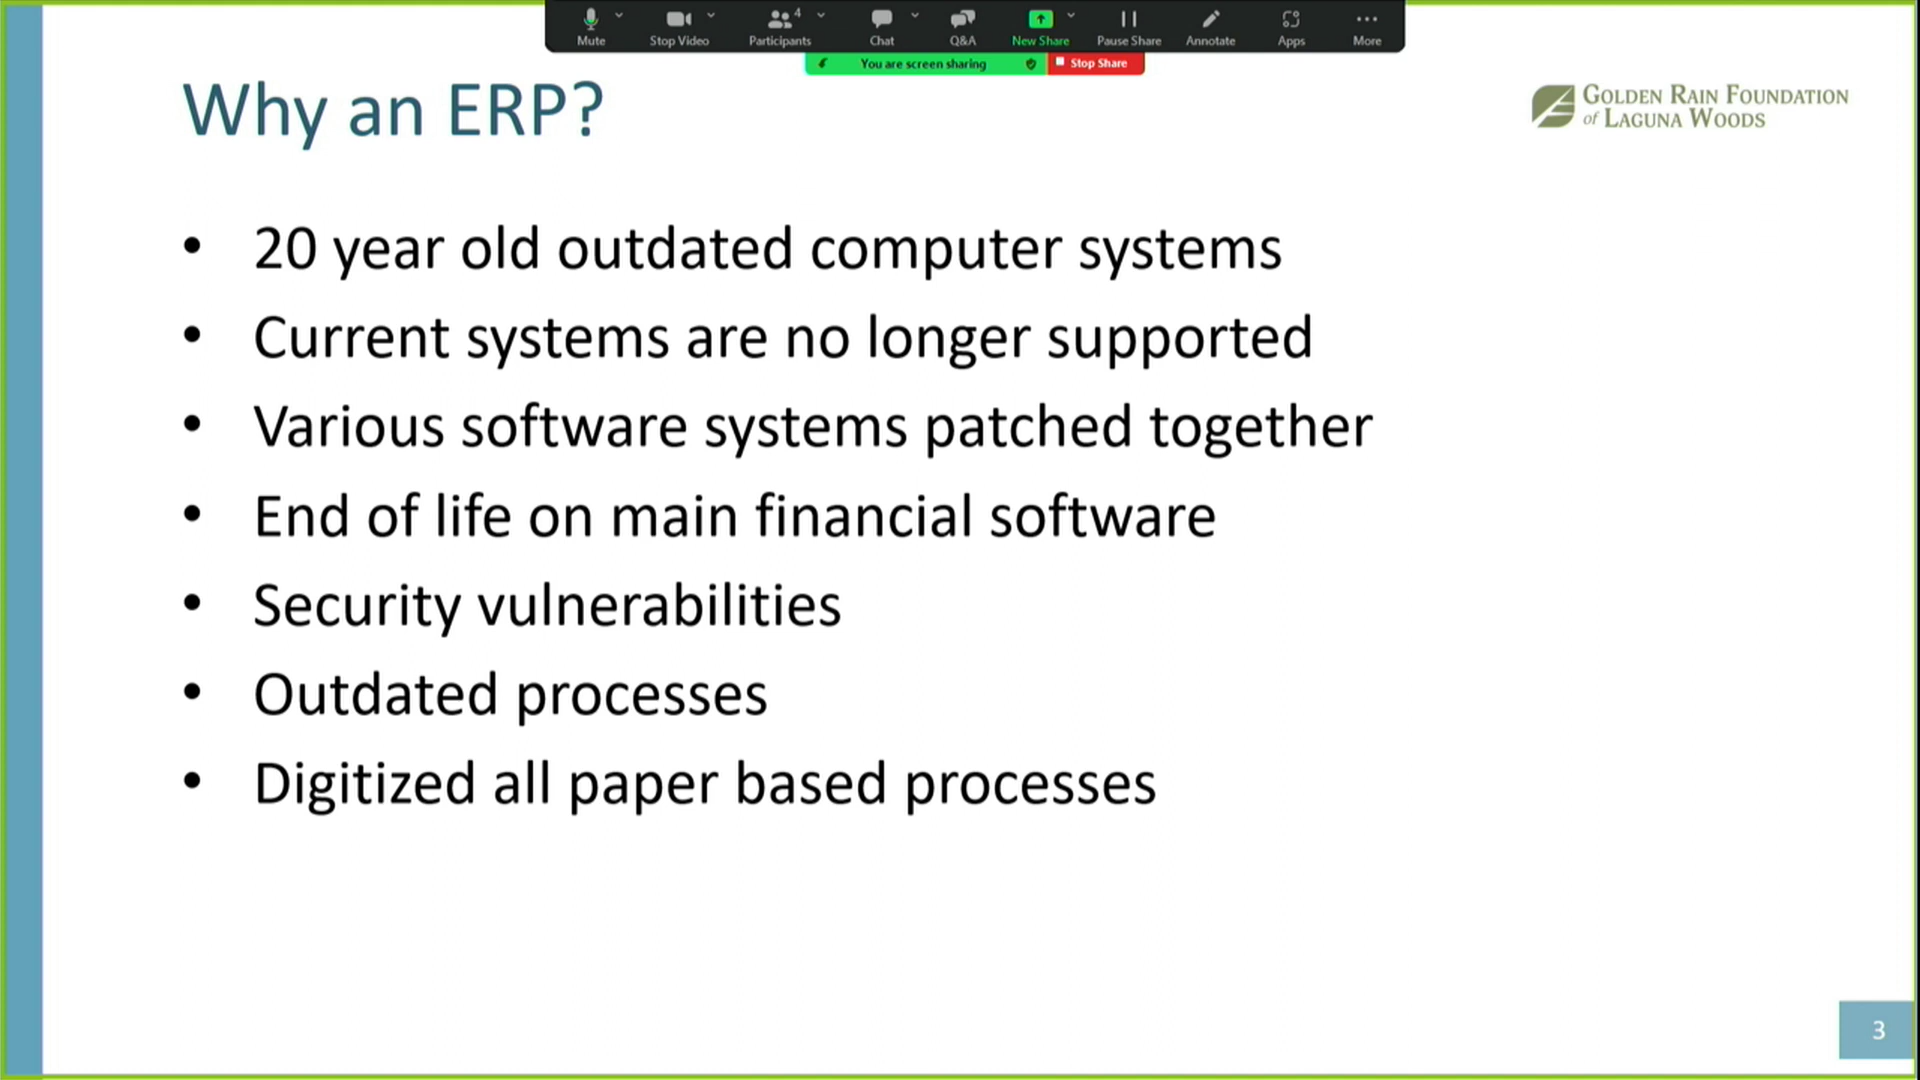 Mute
Stop Video
4
Participants
Chat
Q&A
New Share
Pause Share
Annotate
Apps
More
You are screen sharing
Stop Share
Why an ERP?
GOLDEN RAIN FOUNDATION
of LAGUNA WOODS
• 20 year old outdated computer systems
• Current systems are no longer supported
• Various software systems patched together
• End of life on main financial software
• Security vulnerabilities
• Outdated processes
• Digitized all paper based processes
3